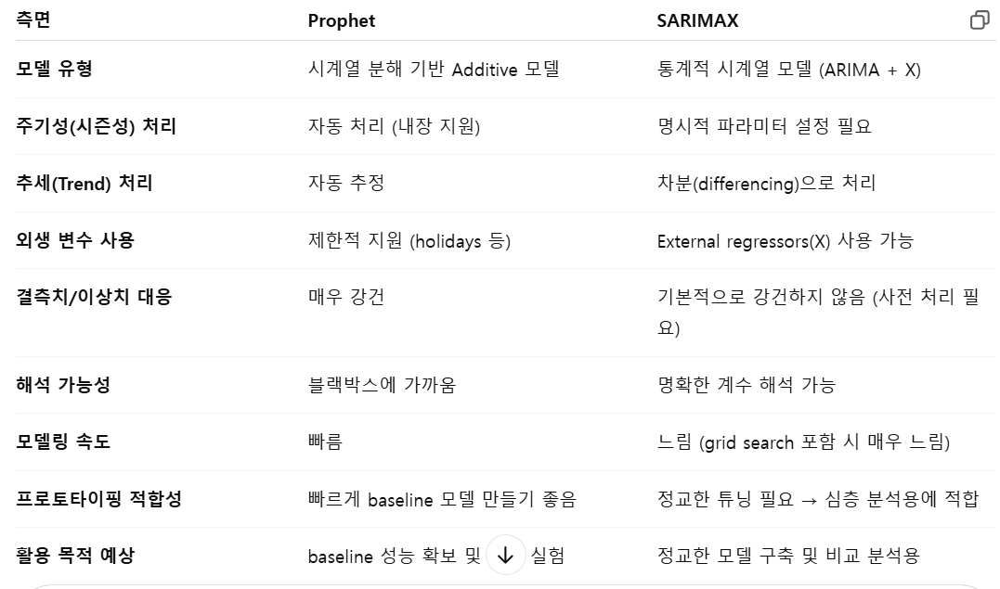 측면 Prophet SARIMAX
모델 유형 시계열 분해 기반 Additive 모델 통계적 시계열 모델 (ARIMA + X)
주기성(시즌성) 처리 자동 처리 (내장 지원) 명시적 파라미터 설정 필요
추세(Trend) 처리 자동 추정 차분(differencing)으로 처리
외생 변수 사용 제한적 지원 (holidays 등) External regressors(X) 사용 가능
결측치/이상치 대응 매우 강건 기본적으로 강건하지 않음 (사전 처리 필
요)
해석 가능성 블랙박스에 가까움 명확한 계수 해석 가능
모델링 속도 빠름 느림 (grid search 포함 시 매우 느림)
프로토타이핑 적합성 빠르게 baseline 모델 만들기 좋음 정교한 튜닝 필요 → 심층 분석용에 적합
활용 목적 예상 baseline 성능 확보 및 실험 정교한 모델 구축 및 비교 분석용